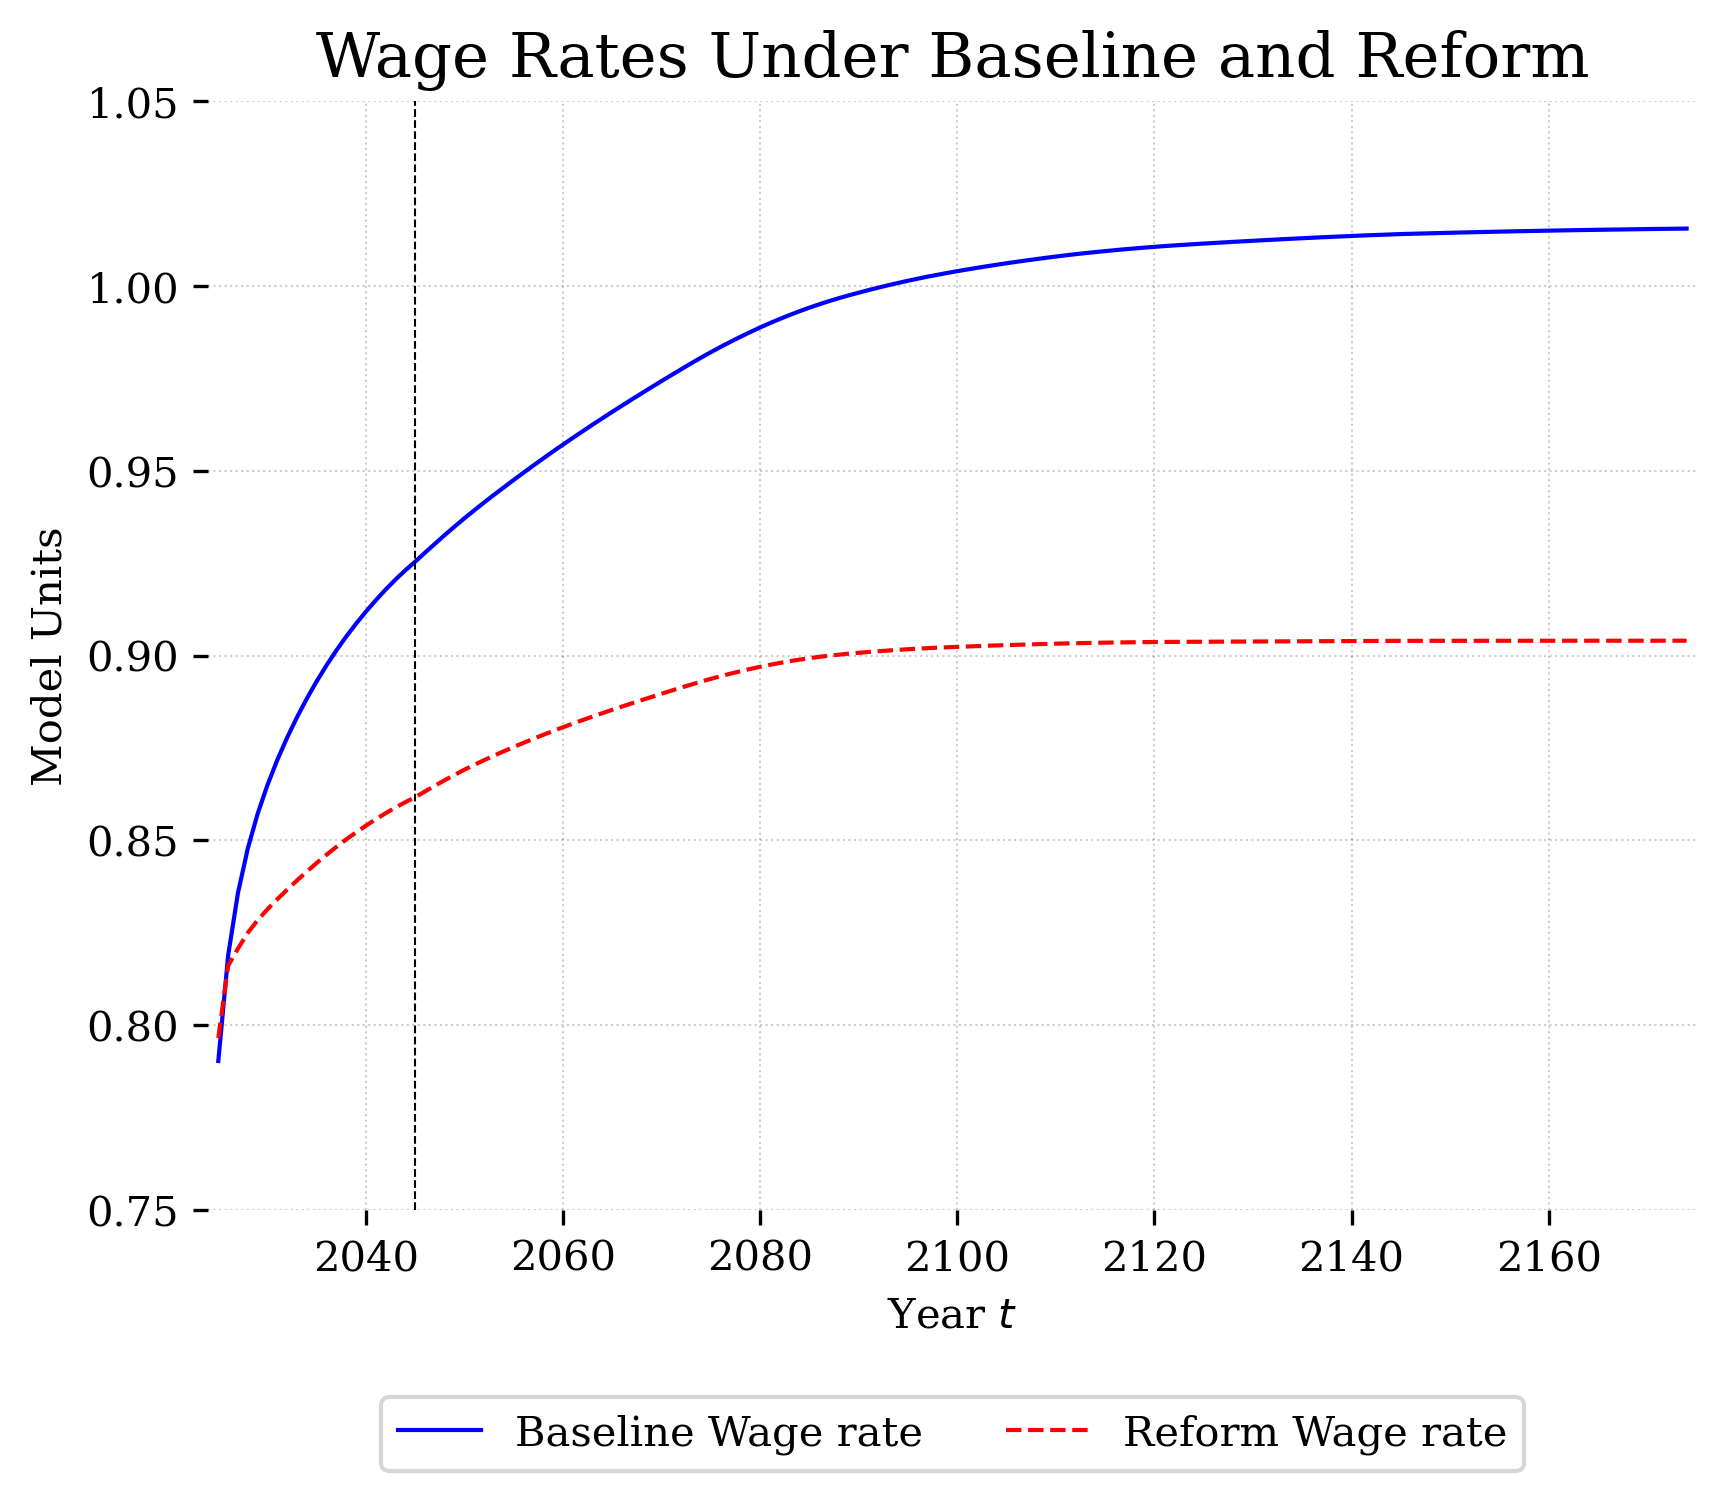 Wage Rates Under Baseline and Reform
1.05
1.00
0.95
0.90
0.85
0.80
0.75
Model Units
2040 2060 2080 2100 2120 2140 2160
Year t
Baseline Wage rate Reform Wage rate